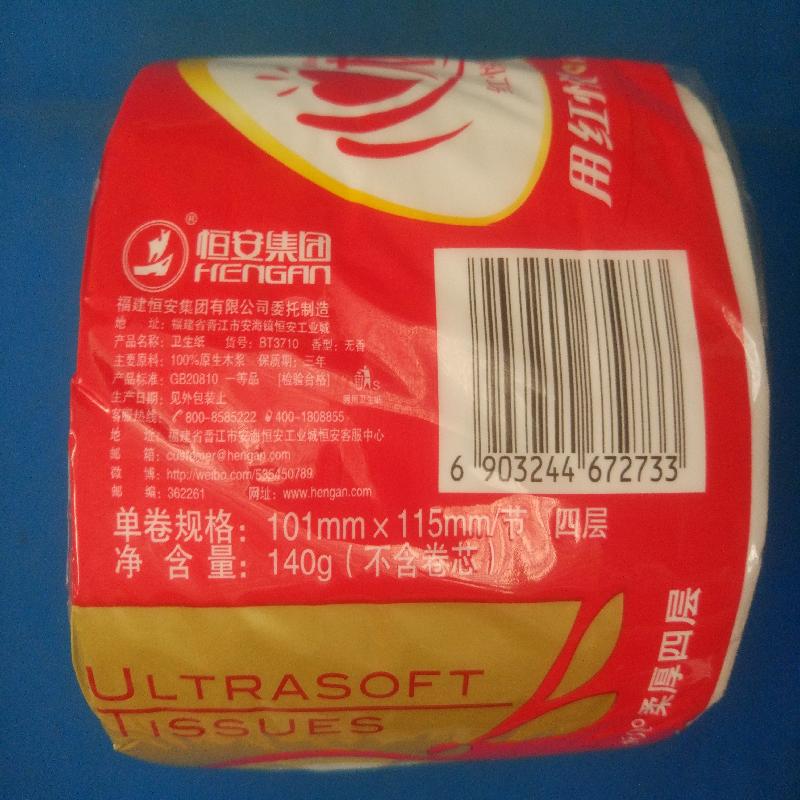 用红
®
恒安集团
HENGAN
福建恒安集团有限公司委托制造
地 址：福建省晋江市安海镇恒安工业城
产品名称：卫生纸 货号：BT3710 香型：无香
主要原料：100%原生木浆 保质期：三年
产品标准：GB20810 一等品 [检验合格]
生产日期：见外包装上
客服热线：800-8585222 400-1808855
地 址：福建省晋江市安海恒安工业城恒安客服中心
邮 箱：customer@hengan.com
微 博：http://weibo.com/535450789
邮 编：362261 网址：www.hengan.com
6 903244 672733
单卷规格：101mm×115mm/节 四层
净含量：140g（不含卷芯）
柔厚四层
ULTRASOFT
TISSUES